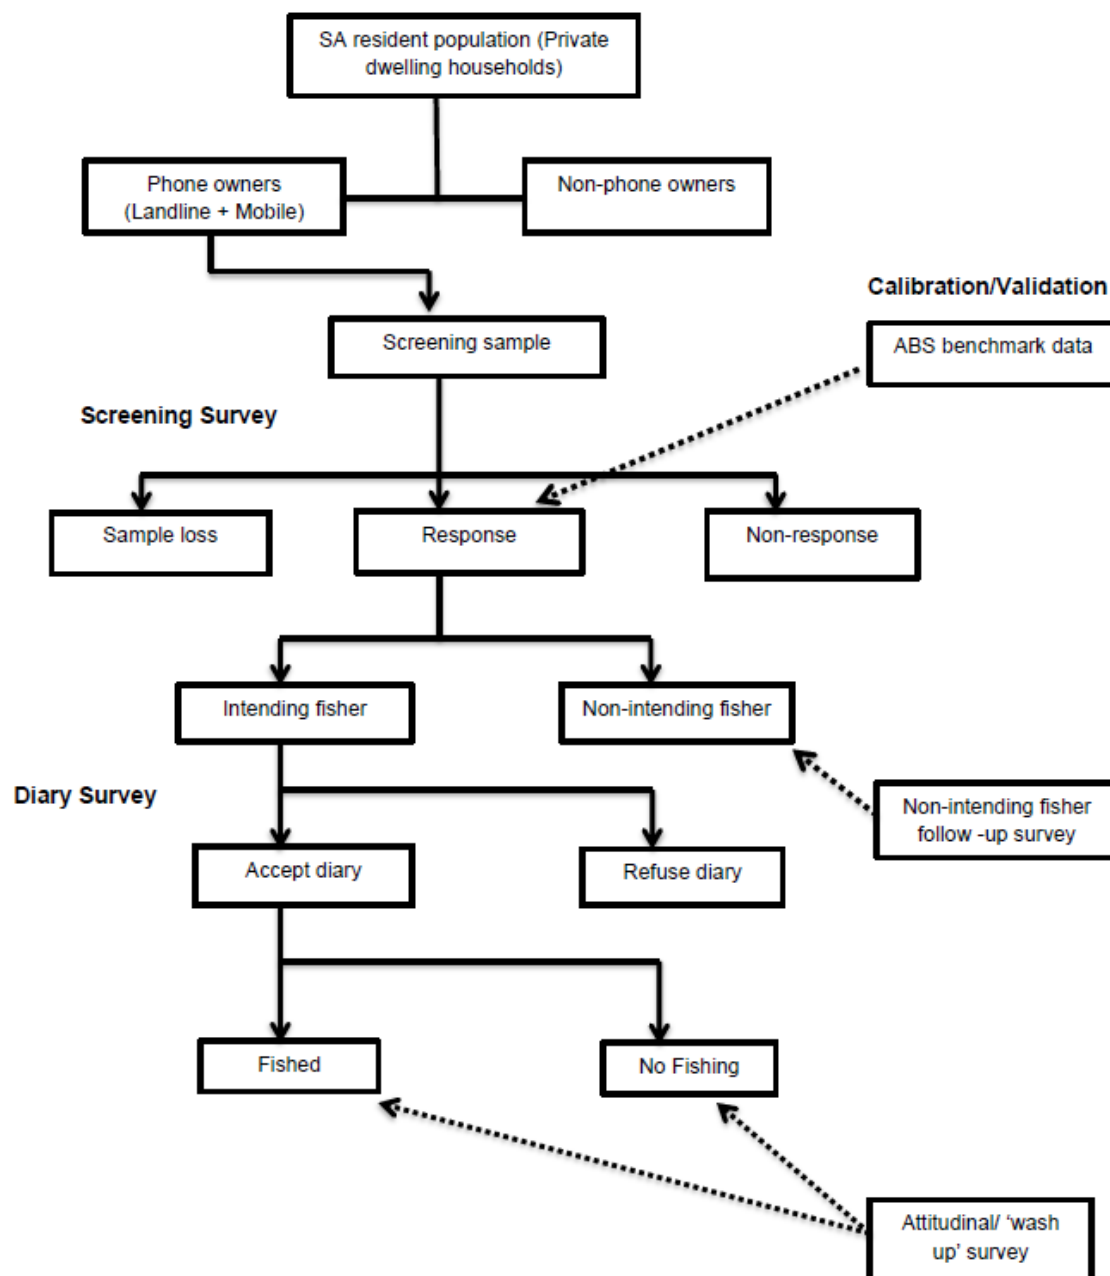 SA resident population (Private
dwelling households)
Phone owners
(Landline + Mobile)
Non-phone owners
Calibration/Validation
ABS benchmark data
Screening sample
Screening Survey
Sample loss
Response
Non-response
Intending fisher
Non-intending fisher
Diary Survey
Non-intending fisher
follow -up survey
Accept diary
Refuse diary
Fished
No Fishing
Attitudinal/ ‘wash
up’ survey